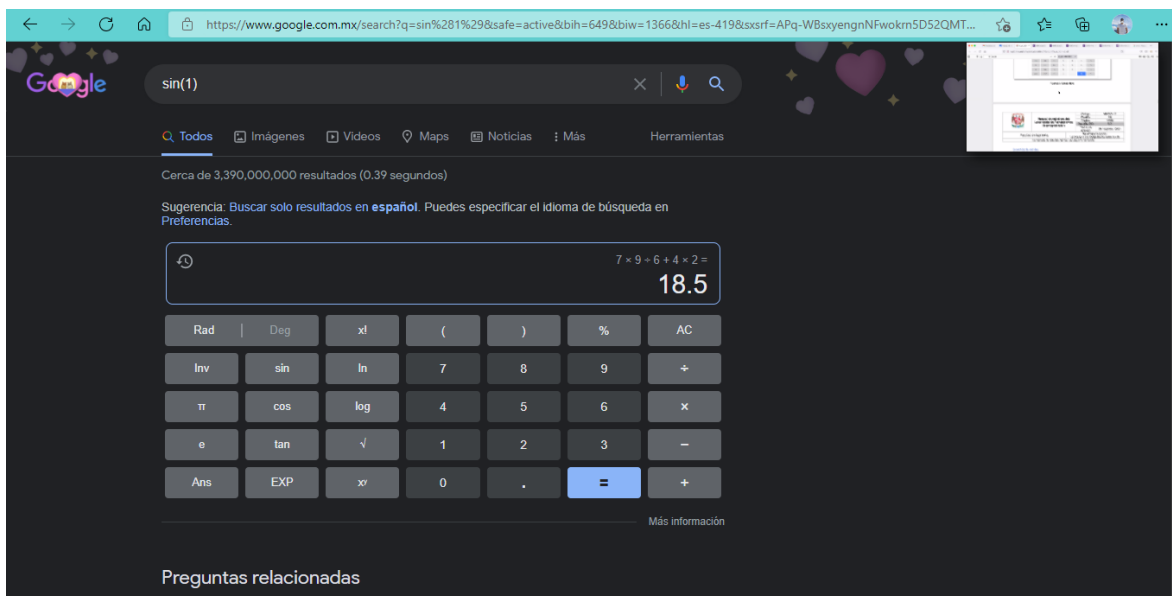 https://www.google.com.mx/search?q=sin%281%29&safe=active&bih=649&biw=1366&hl=es-419&sxsrf=APq-WBsxyengnNFwokrn5D52QMT...
Google
sin(1)
Todos Imágenes Videos Maps Noticias Más Herramientas
Cerca de 3,390,000,000 resultados (0.39 segundos)
Sugerencia: Buscar solo resultados en español. Puedes especificar el idioma de búsqueda en
Preferencias.
7 × 9 ÷ 6 + 4 × 2 =
18.5
Rad | Deg x! ( ) % AC
Inv sin ln 7 8 9 ÷
π cos log 4 5 6 ×
e tan √ 1 2 3 −
Ans EXP xʸ 0 . = +
Más información
Preguntas relacionadas